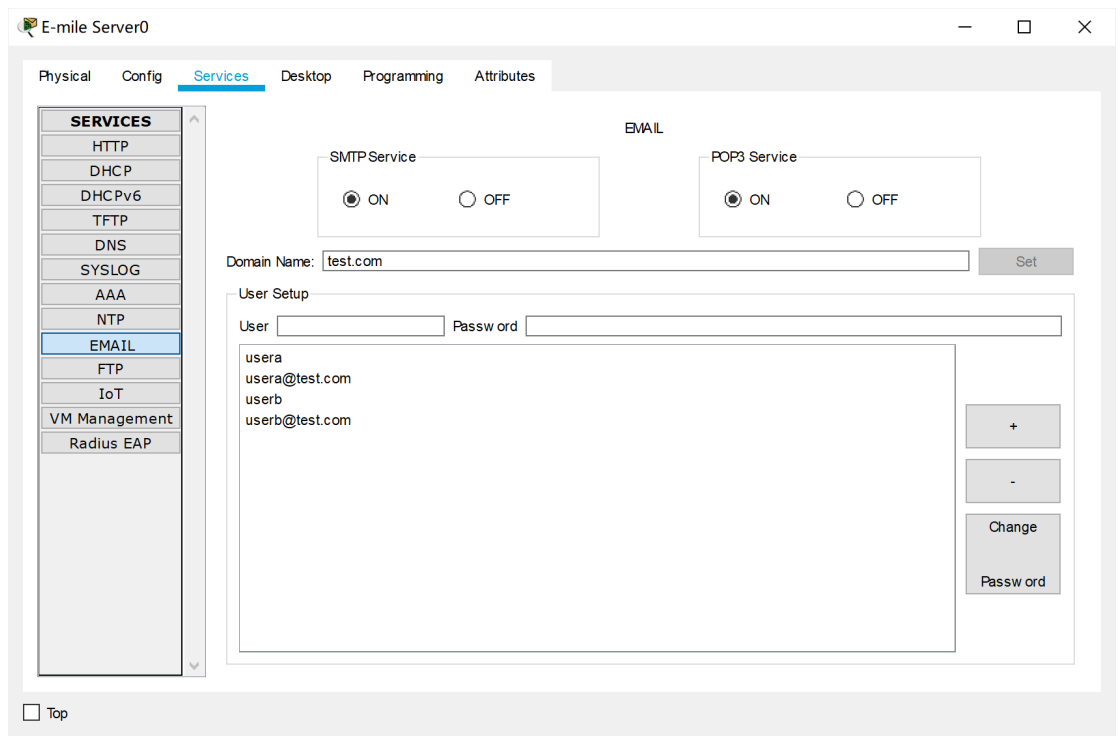 E-mile Server0
Physical Config Services Desktop Programming Attributes
SERVICES
HTTP
DHCP
DHCPv6
TFTP
DNS
SYSLOG
AAA
NTP
EMAIL
FTP
IoT
VM Management
Radius EAP
EMAIL
SMTP Service
ON OFF
POP3 Service
ON OFF
Domain Name: test.com Set
User Setup
User Password
usera
usera@test.com
userb
userb@test.com
+
-
Change
Password
Top